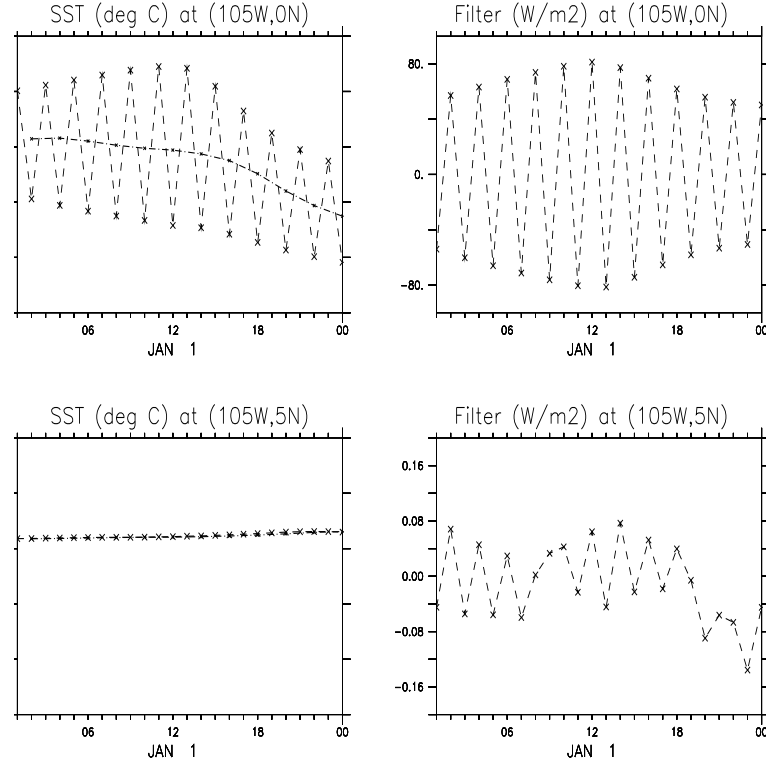 SST (deg C) at (105W,0N)
Filter (W/m2) at (105W,0N)
80.
0.
-80.
06 12 18 00
JAN 1
06 12 18 00
JAN 1
SST (deg C) at (105W,5N)
Filter (W/m2) at (105W,5N)
0.16
0.08
0.00
-0.08
-0.16
06 12 18 00
JAN 1
06 12 18 00
JAN 1